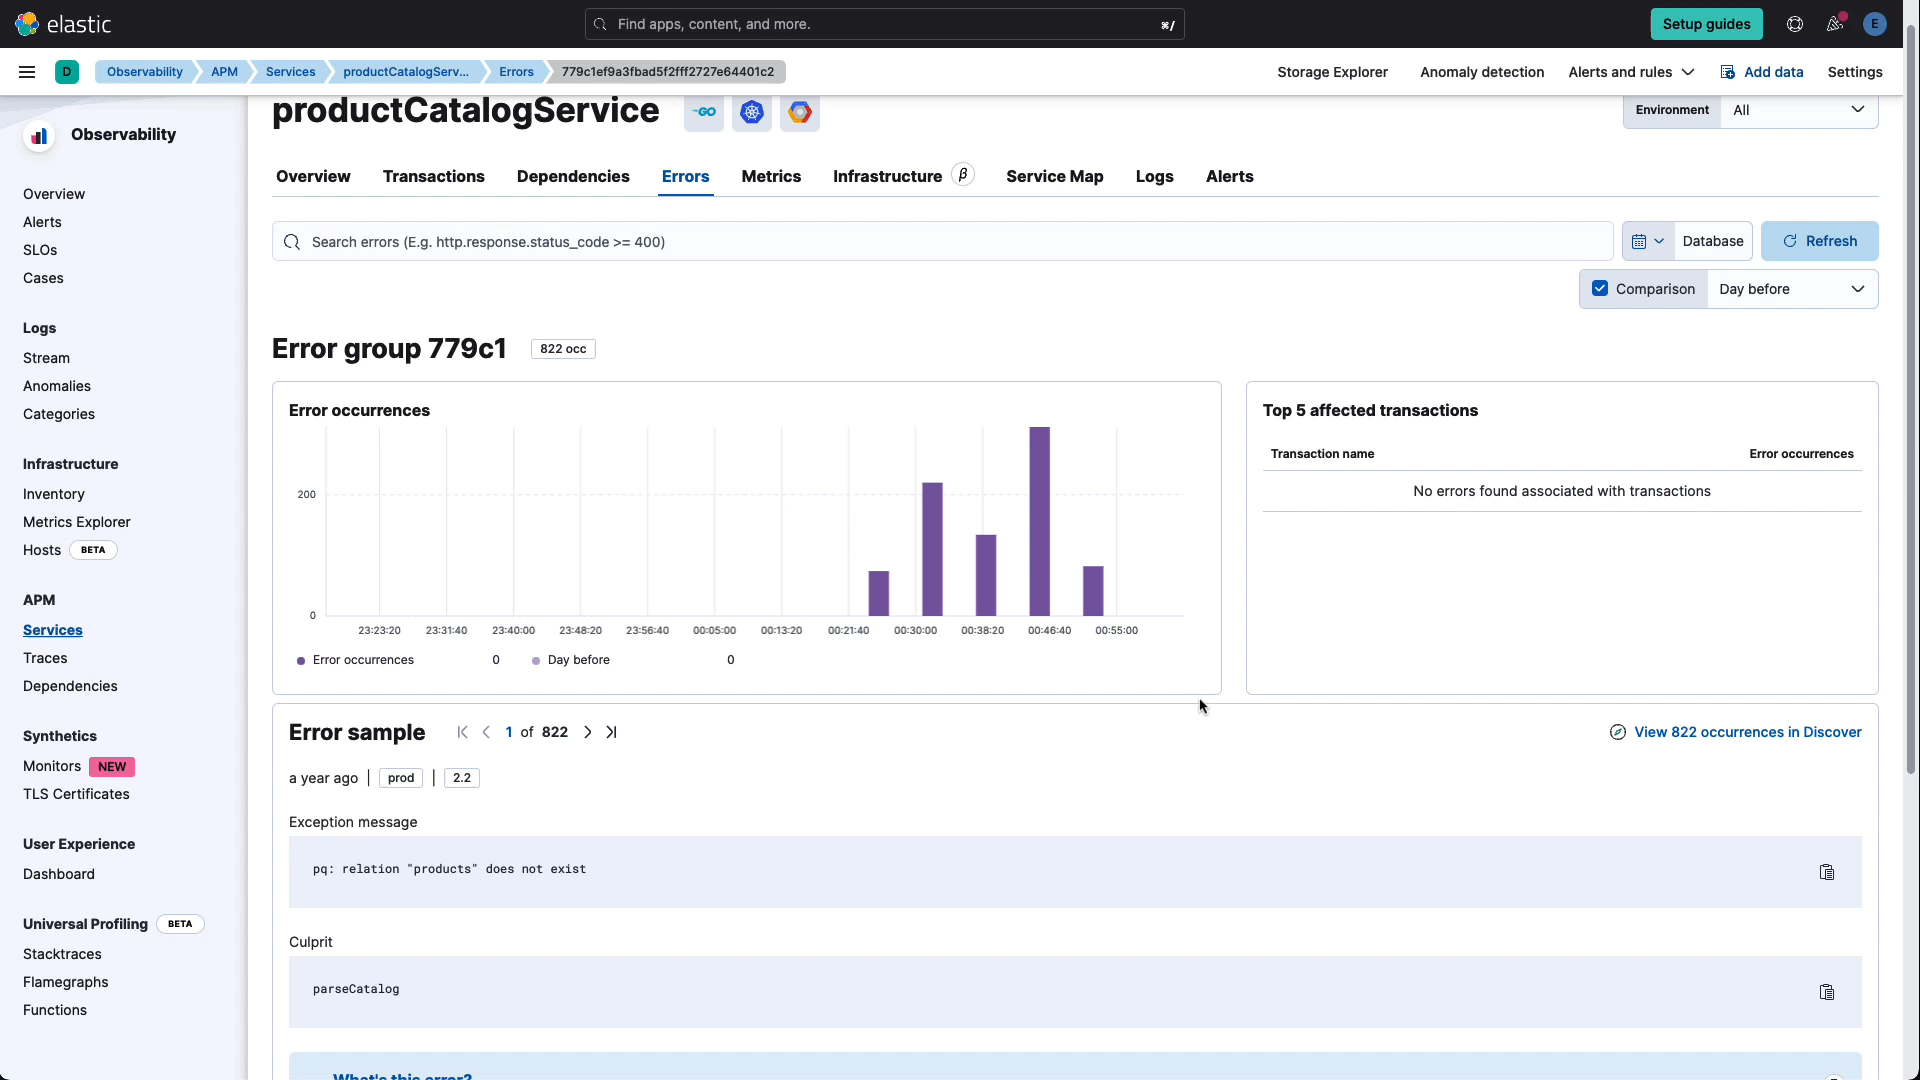 elastic
Find apps, content, and more.
⌘/
Setup guides
E
D
Observability
APM
Services
productCatalogServ...
Errors
779c1ef9a3fbad5f2fff2727e64401c2
Storage Explorer
Anomaly detection
Alerts and rules
Add data
Settings
Observability
Overview
Alerts
SLOs
Cases
Logs
Stream
Anomalies
Categories
Infrastructure
Inventory
Metrics Explorer
Hosts BETA
APM
Services
Traces
Dependencies
Synthetics
Monitors NEW
TLS Certificates
User Experience
Dashboard
Universal Profiling BETA
Stacktraces
Flamegraphs
Functions
productCatalogService
GO
Environment All
Overview Transactions Dependencies Errors Metrics Infrastructure β Service Map Logs Alerts
Search errors (E.g. http.response.status_code >= 400)
Database
Refresh
Comparison Day before
Error group 779c1 822 occ
Error occurrences
200
0
23:23:20 23:31:40 23:40:00 23:48:20 23:56:40 00:05:00 00:13:20 00:21:40 00:30:00 00:38:20 00:46:40 00:55:00
Error occurrences 0 Day before 0
Top 5 affected transactions
Transaction name Error occurrences
No errors found associated with transactions
Error sample 1 of 822
View 822 occurrences in Discover
a year ago | prod | 2.2
Exception message
pq: relation "products" does not exist
Culprit
parseCatalog
What's this error?